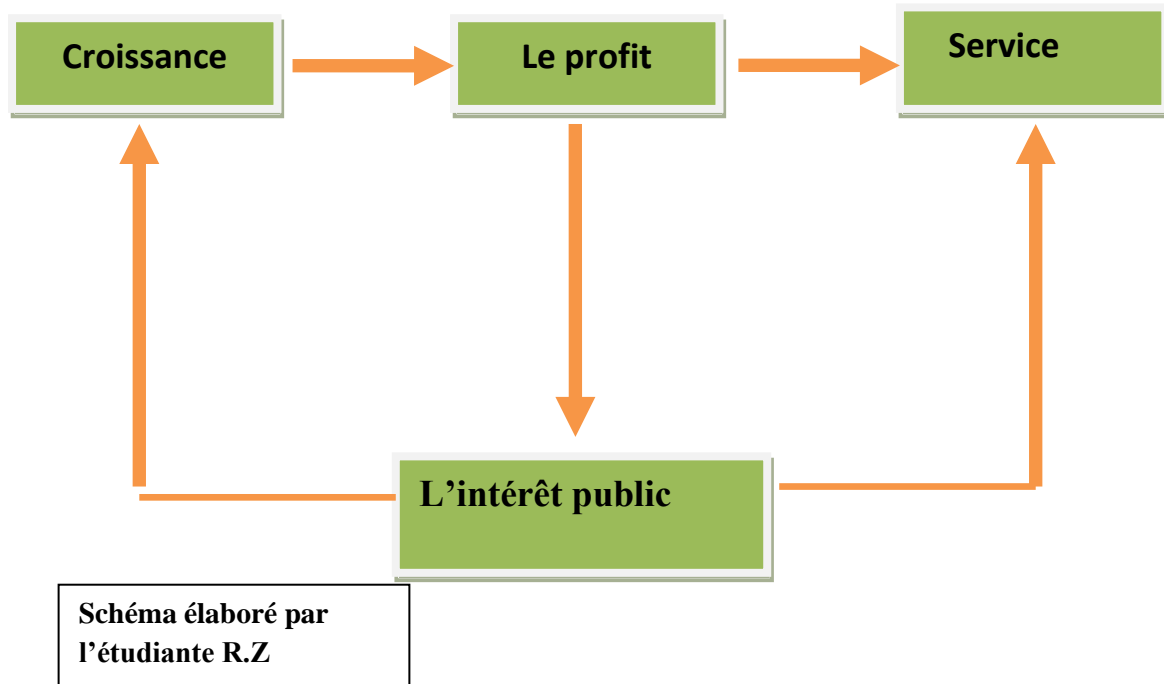 Croissance
Le profit
Service
L’intérêt public
Schéma élaboré par
l’étudiante R.Z